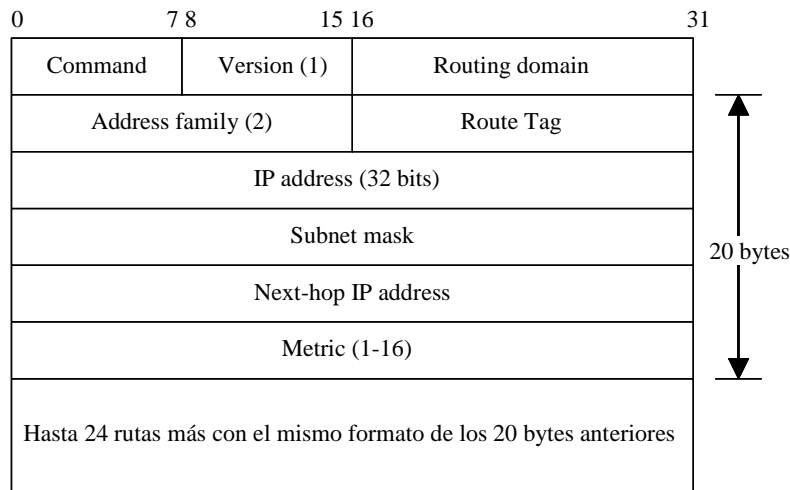 0 7 8 15 16 31
Command Version (1) Routing domain
Address family (2) Route Tag
IP address (32 bits)
Subnet mask
20 bytes
Next-hop IP address
Metric (1-16)
Hasta 24 rutas más con el mismo formato de los 20 bytes anteriores